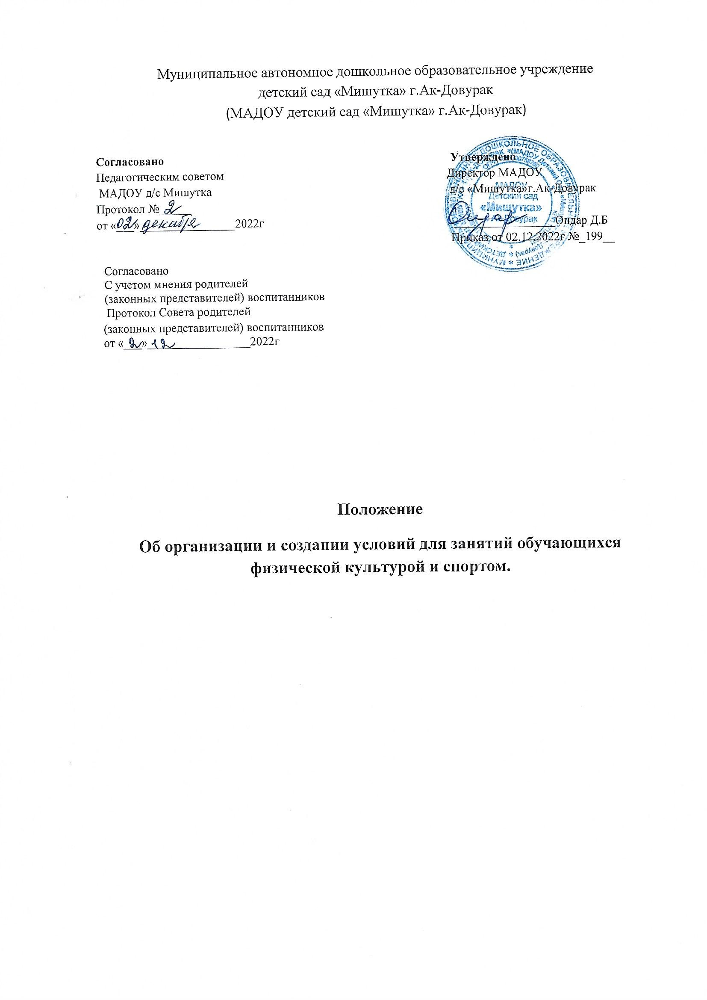 Муниципальное автономное дошкольное образовательное учреждение
детский сад «Мишутка» г.Ак-Довурак
(МАДОУ детский сад «Мишутка» г.Ак-Довурак)
Согласовано
Педагогическим советом
МАДОУ д/с Мишутка
Протокол № 2
от «02» декабря 2022г
Утверждено
Директор МАДОУ
д/с «Мишутка»г.Ак-Довурак
Ондар Д.Б
Приказ от 02.12.2022г №_199__
МАДОУ
Детский сад
«Мишутка»
Согласовано
С учетом мнения родителей
(законных представителей) воспитанников
Протокол Совета родителей
(законных представителей) воспитанников
от «2» 12 2022г
Положение
Об организации и создании условий для занятий обучающихся
физической культурой и спортом.